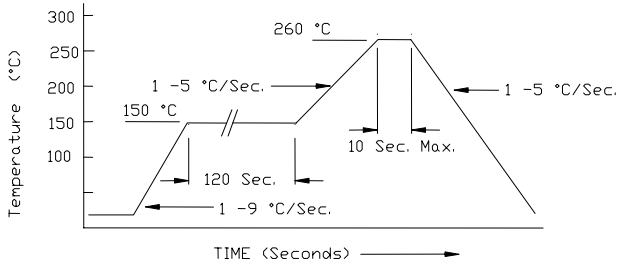 300
260 °C
250
Temperature (°C)
200
1 -5 °C/Sec.
1 -5 °C/Sec.
150 °C
150
10 Sec. Max.
100
120 Sec.
1 -9 °C/Sec.
TIME (Seconds)